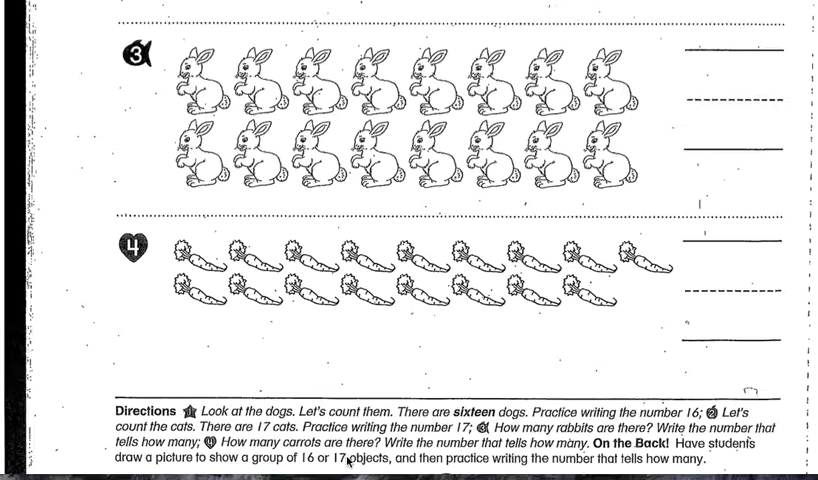 3
4
Directions Look at the dogs. Let's count them. There are sixteen dogs. Practice writing the number 16; Let's
count the cats. There are 17 cats. Practice writing the number 17; 3 How many rabbits are there? Write the number that
tells how many; 4 How many carrots are there? Write the number that tells how many. On the Back! Have students
draw a picture to show a group of 16 or 17 objects, and then practice writing the number that tells how many.